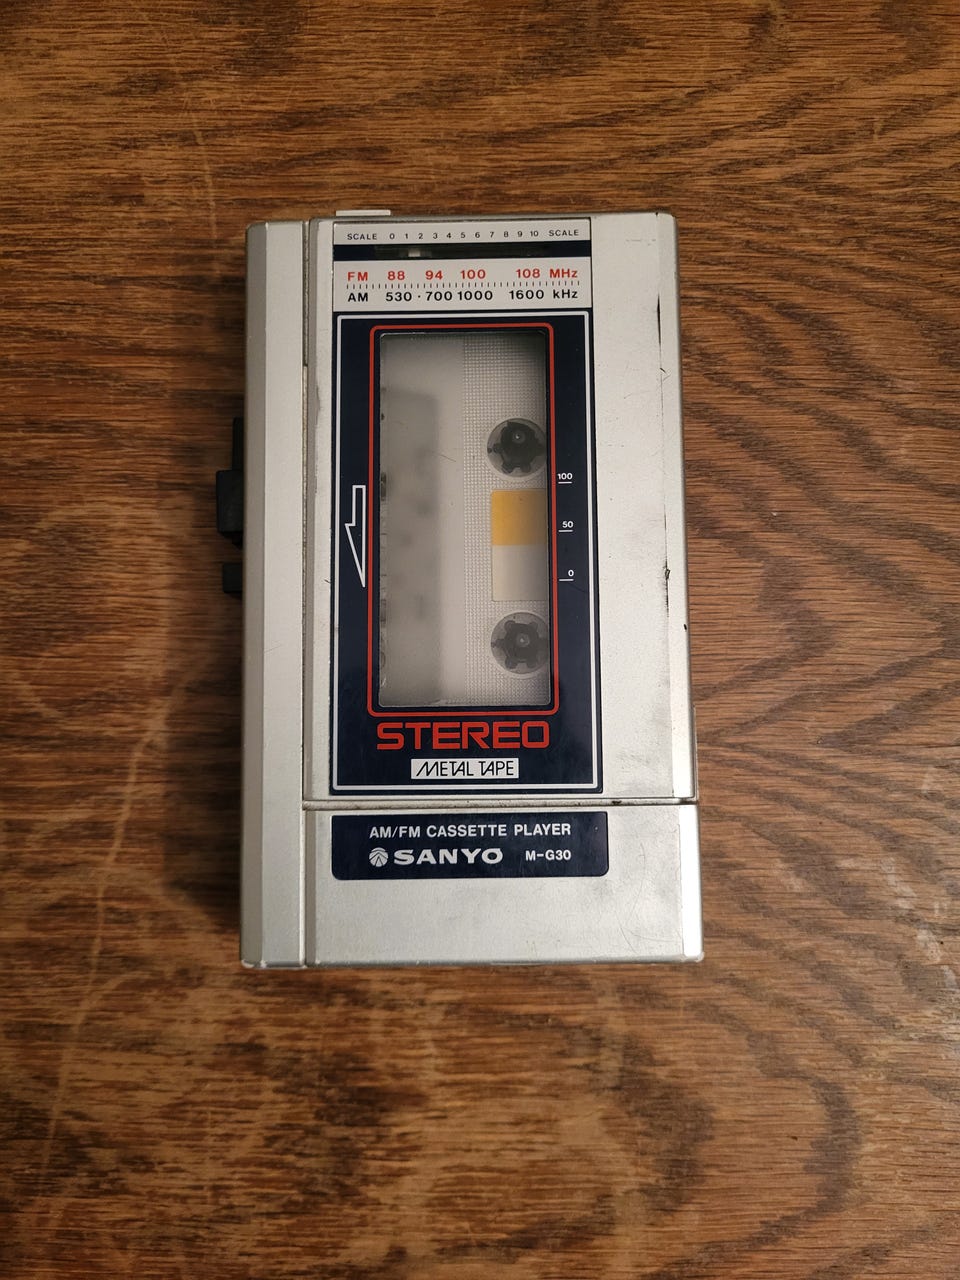 SCALE 0 1 2 3 4 5 6 7 8 9 10 SCALE
FM 88 94 100 108 MHz
AM 530 · 700 1000 1600 kHz
100
50
0
STEREO
METAL TAPE
AM/FM CASSETTE PLAYER
SANYO M-G30